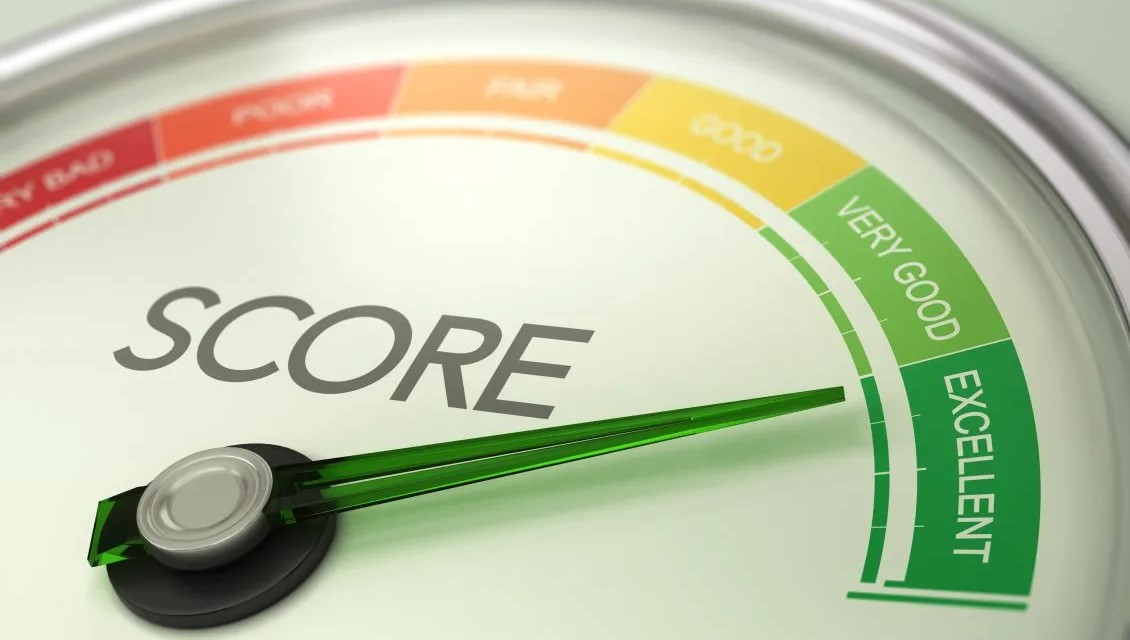 RY BAD
POOR
FAIR
GOOD
VERY GOOD
EXCELLENT
SCORE